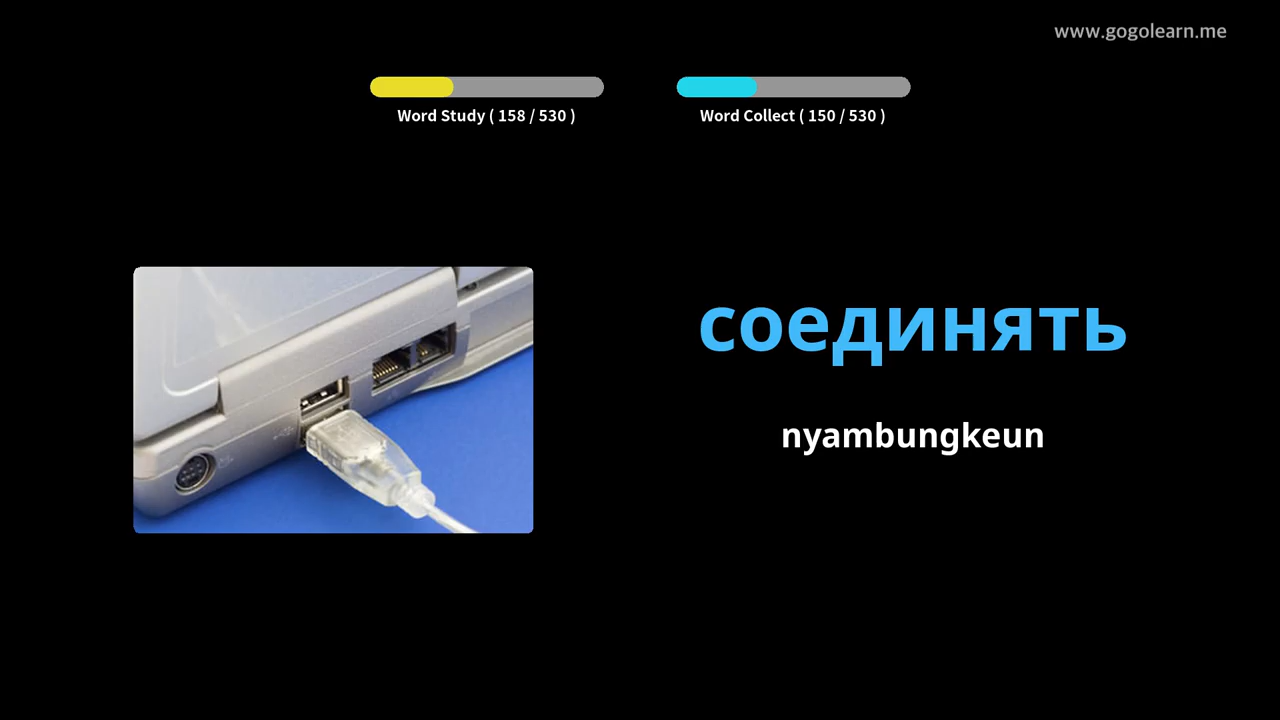 www.gogolearn.me
Word Study ( 158 / 530 )
Word Collect ( 150 / 530 )
соединять
nyambungkeun